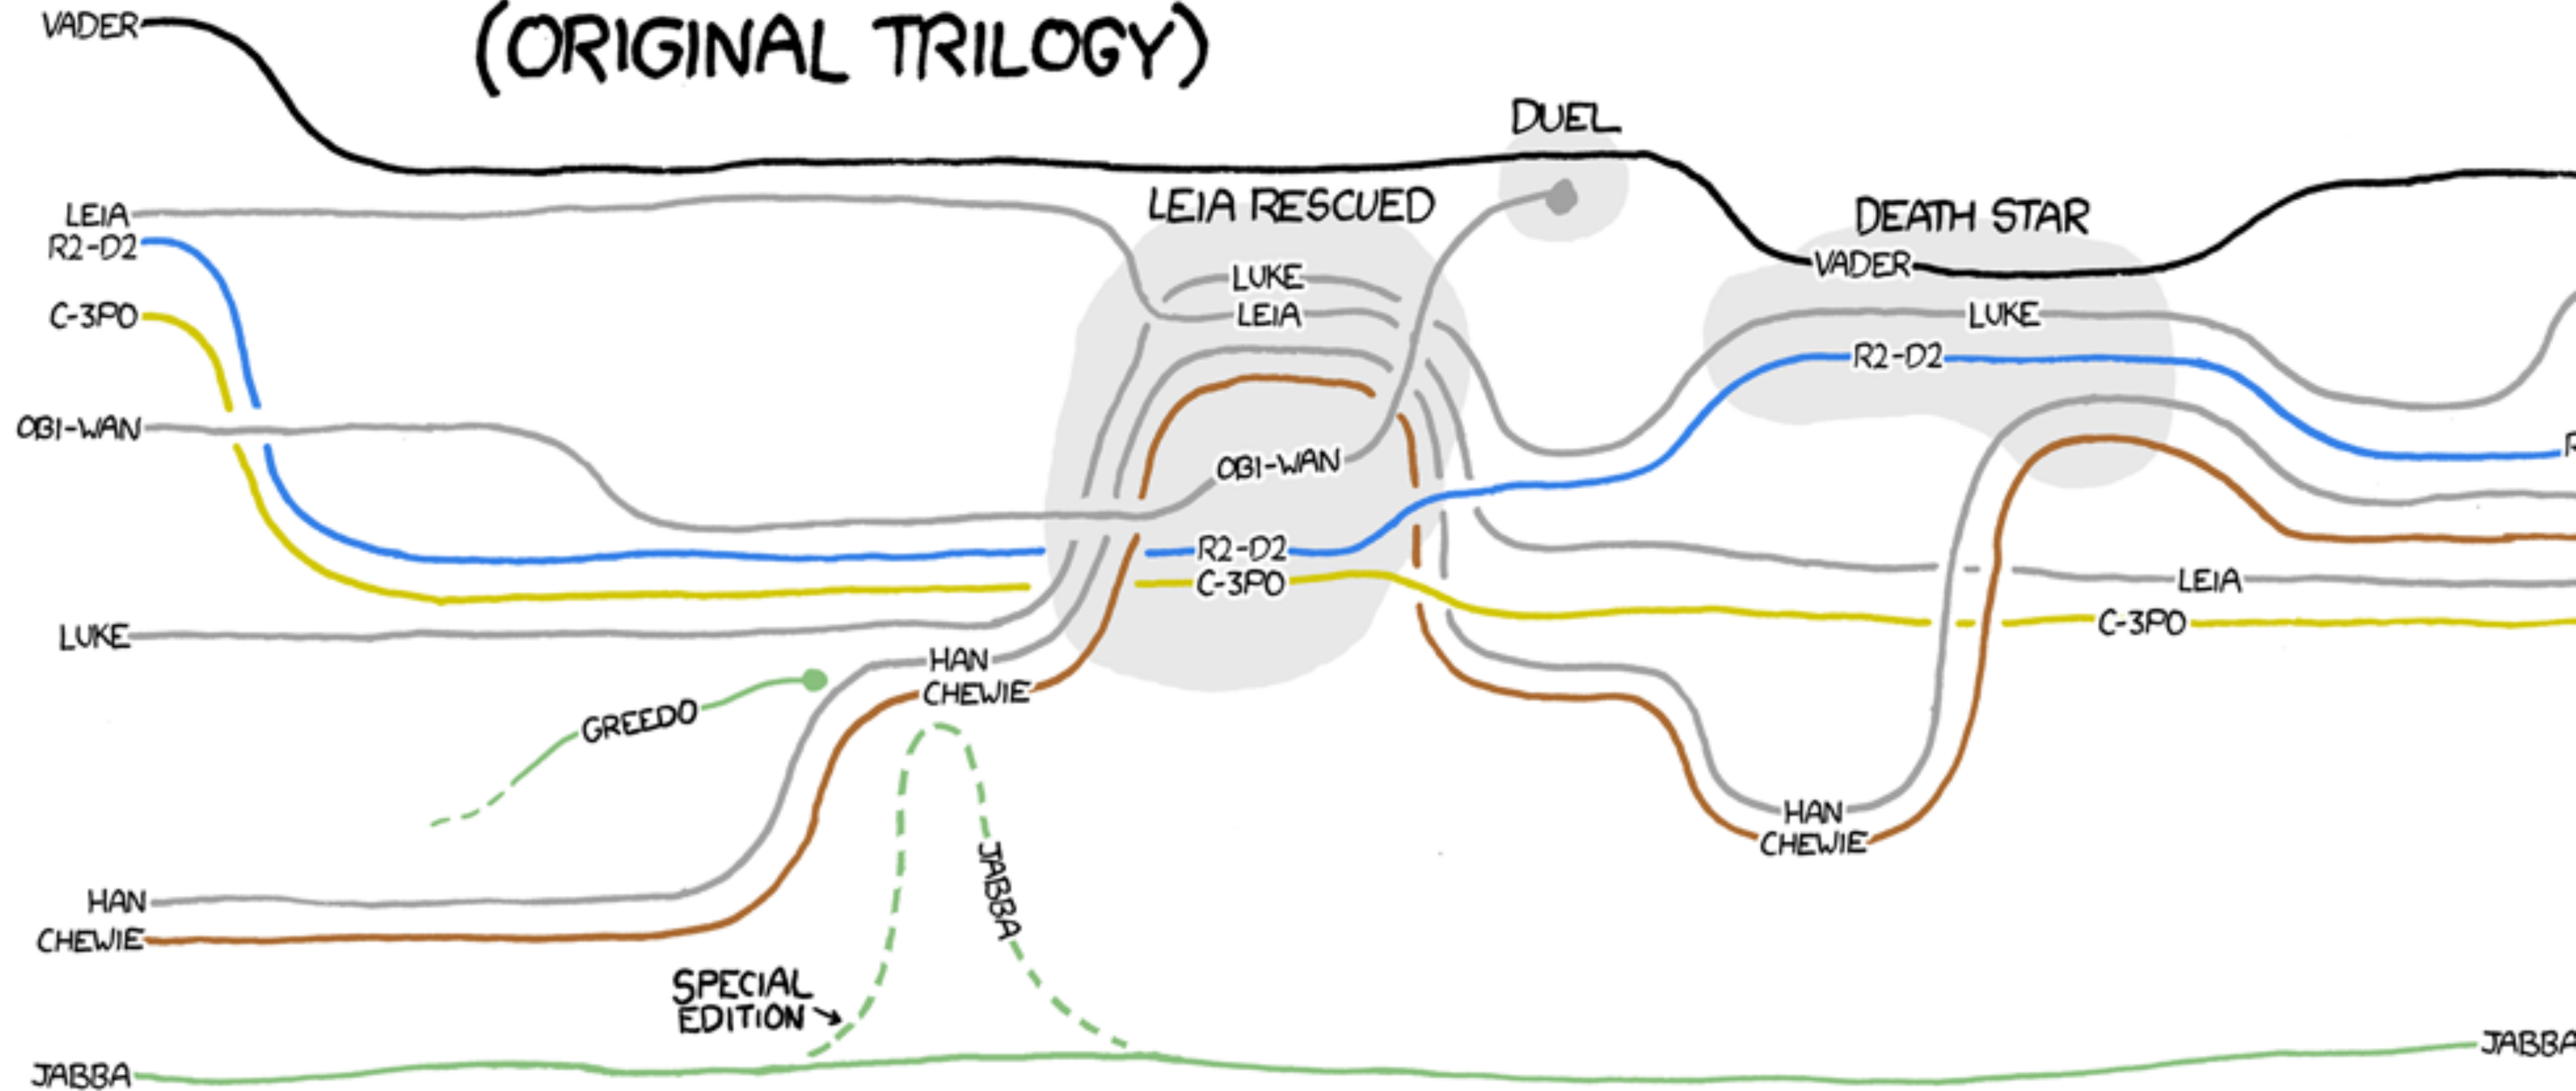 VADER
(ORIGINAL TRILOGY)
DUEL
LEIA
LEIA RESCUED
DEATH STAR
R2-D2
VADER
LUKE
C-3PO
LEIA
LUKE
R2-D2
OBI-WAN
OBI-WAN
R
R2-D2
C-3PO
LEIA
LUKE
C-3PO
HAN
CHEWIE
GREEDO
HAN
CHEWIE
JABBA
HAN
CHEWIE
SPECIAL
EDITION
JABBA
JABBA